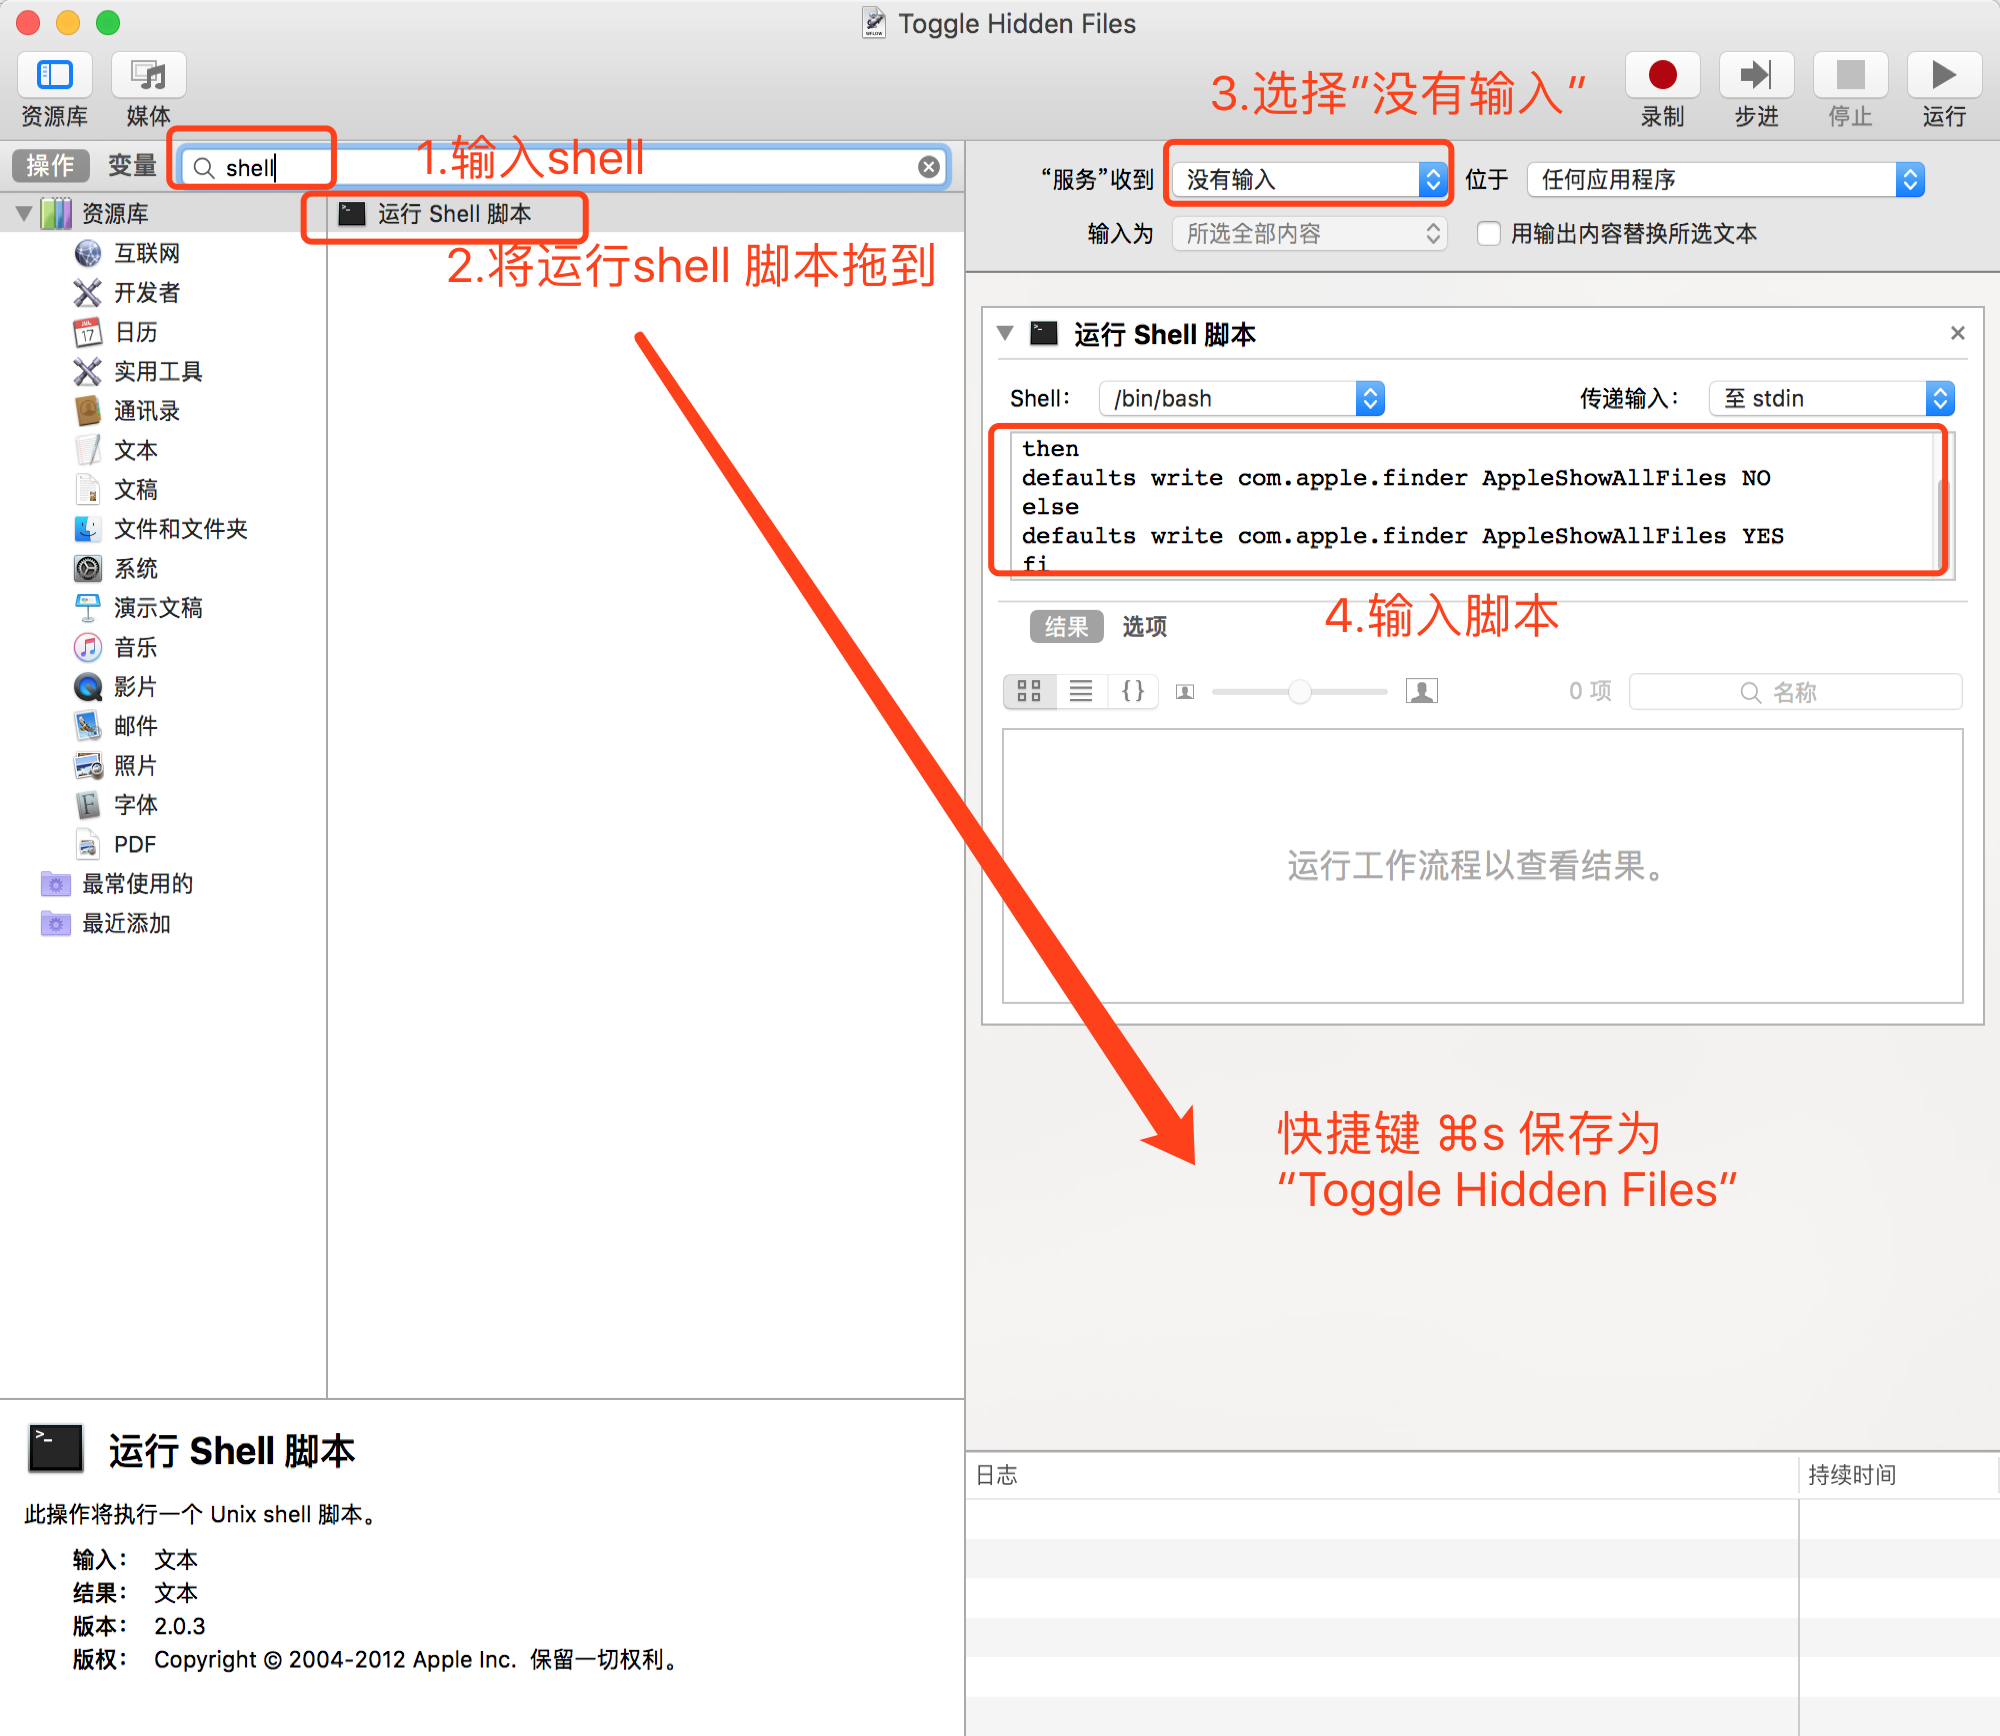 Toggle Hidden Files
资源库
媒体
录制
步进
停止
运行
3.选择“没有输入”
操作
变量
shell
1.输入shell
“服务”收到
没有输入
位于
任何应用程序
输入为
所选全部内容
用输出内容替换所选文本
资源库
互联网
开发者
日历
实用工具
通讯录
文本
文稿
文件和文件夹
系统
演示文稿
音乐
影片
邮件
照片
字体
PDF
最常使用的
最近添加
运行 Shell 脚本
2.将运行shell 脚本拖到
运行 Shell 脚本
Shell：
/bin/bash
传递输入：
至 stdin
then
defaults write com.apple.finder AppleShowAllFiles NO
else
defaults write com.apple.finder AppleShowAllFiles YES
fi
4.输入脚本
结果
选项
0 项
名称
运行工作流程以查看结果。
快捷键 ⌘s 保存为
“Toggle Hidden Files”
运行 Shell 脚本
此操作将执行一个 Unix shell 脚本。
输入： 文本
结果： 文本
版本： 2.0.3
版权： Copyright © 2004-2012 Apple Inc. 保留一切权利。
日志
持续时间